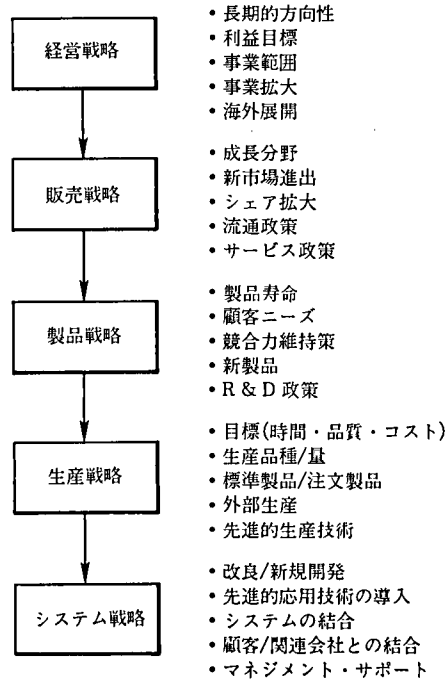 経営戦略
• 長期的方向性
• 利益目標
• 事業範囲
• 事業拡大
• 海外展開
販売戦略
• 成長分野
• 新市場進出
• シェア拡大
• 流通政策
• サービス政策
製品戦略
• 製品寿命
• 顧客ニーズ
• 競合力維持策
• 新製品
• R & D 政策
生産戦略
• 目標(時間・品質・コスト)
• 生産品種/量
• 標準製品/注文製品
• 外部生産
• 先進的生産技術
システム戦略
• 改良/新規開発
• 先進的応用技術の導入
• システムの結合
• 顧客/関連会社との結合
• マネジメント・サポート